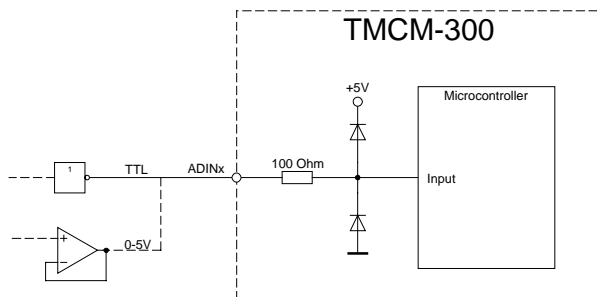 TMCM-300
+5V
Microcontroller
1
TTL
ADINx
100 Ohm
Input
+
-
0-5V